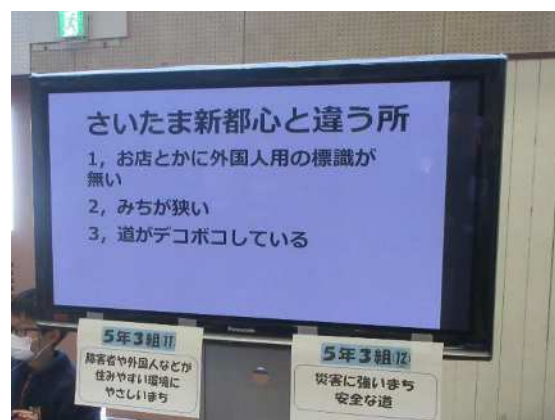 さいたま新都心と違う所
1, お店とかに外国人用の標識が
無い
2, みちが狭い
3, 道がデコボコしている
Panasonic
5年3組11
障害者や外国人などが
住みやすい環境に
やさしいまち
5年3組12
災害に強いまち
安全な道